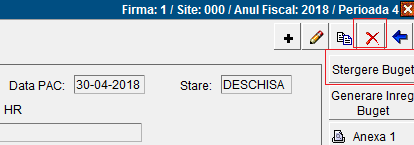 Firma: 1 / Site: 000 / Anul Fiscal: 2018 / Perioada 4
Stergere Buget
Data PAC: 30-04-2018 Stare: DESCHISA
Generare Inreg
Buget
HR
Anexa 1